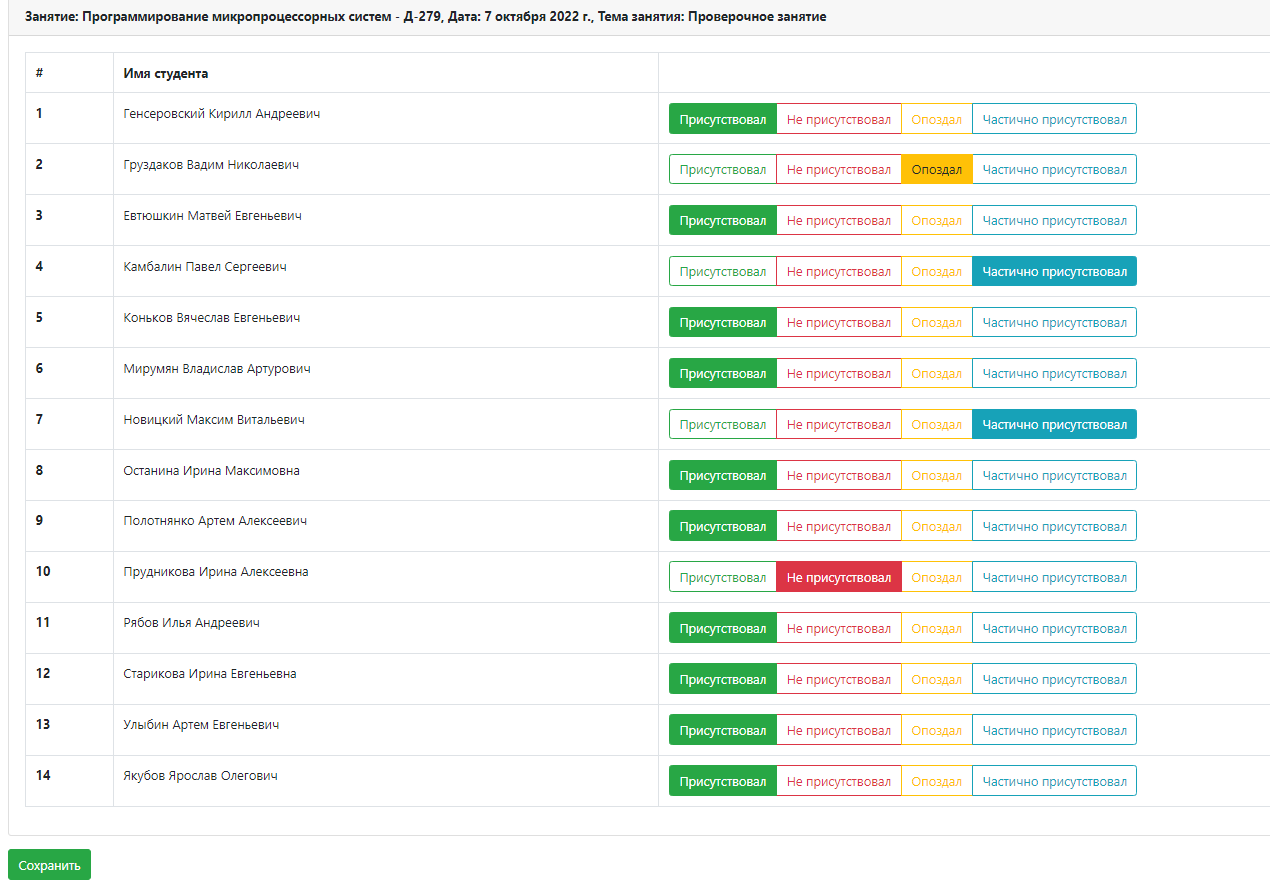 Занятие: Программирование микропроцессорных систем - Д-279, Дата: 7 октября 2022 г., Тема занятия: Проверочное занятие
# Имя студента
1 Генсеровский Кирилл Андреевич Присутствовал Не присутствовал Опоздал Частично присутствовал
2 Груздаков Вадим Николаевич Присутствовал Не присутствовал Опоздал Частично присутствовал
3 Евтюшкин Матвей Евгеньевич Присутствовал Не присутствовал Опоздал Частично присутствовал
4 Камбалин Павел Сергеевич Присутствовал Не присутствовал Опоздал Частично присутствовал
5 Коньков Вячеслав Евгеньевич Присутствовал Не присутствовал Опоздал Частично присутствовал
6 Мирумян Владислав Артурович Присутствовал Не присутствовал Опоздал Частично присутствовал
7 Новицкий Максим Витальевич Присутствовал Не присутствовал Опоздал Частично присутствовал
8 Останина Ирина Максимовна Присутствовал Не присутствовал Опоздал Частично присутствовал
9 Полотнянко Артем Алексеевич Присутствовал Не присутствовал Опоздал Частично присутствовал
10 Прудникова Ирина Алексеевна Присутствовал Не присутствовал Опоздал Частично присутствовал
11 Рябов Илья Андреевич Присутствовал Не присутствовал Опоздал Частично присутствовал
12 Старикова Ирина Евгеньевна Присутствовал Не присутствовал Опоздал Частично присутствовал
13 Улыбин Артем Евгеньевич Присутствовал Не присутствовал Опоздал Частично присутствовал
14 Якубов Ярослав Олегович Присутствовал Не присутствовал Опоздал Частично присутствовал
Сохранить